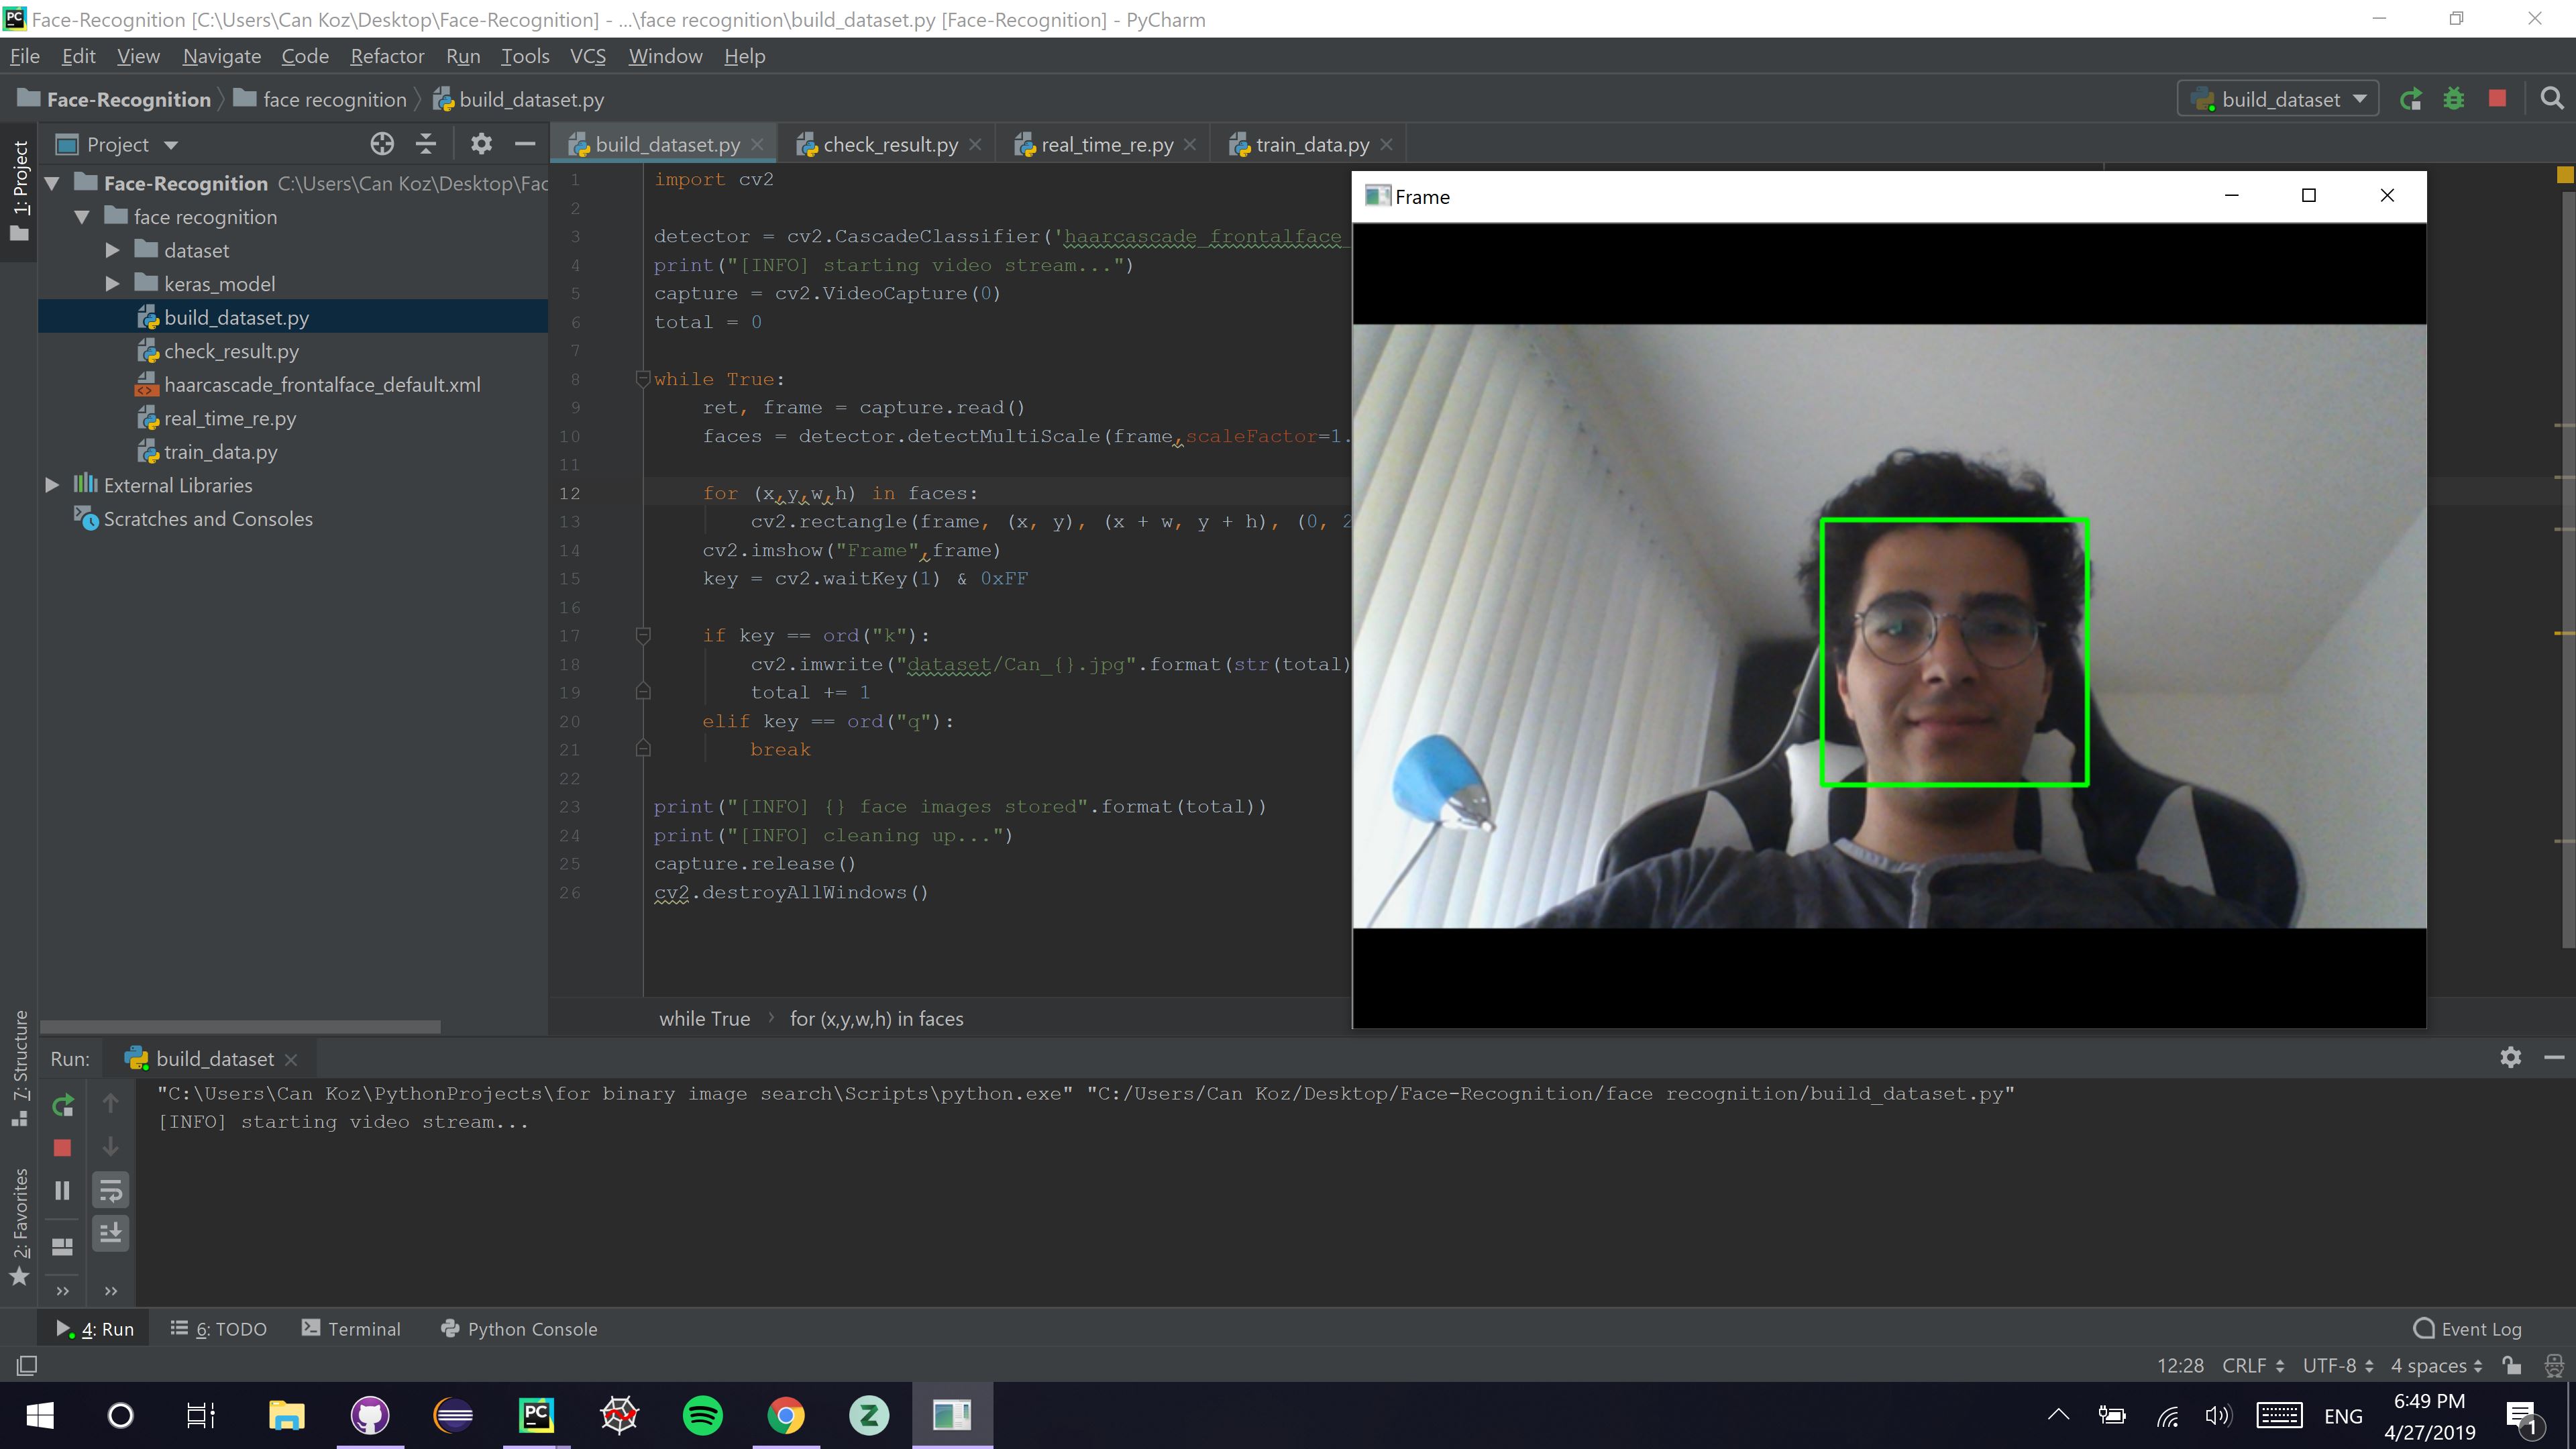 Face-Recognition [C:\Users\Can Koz\Desktop\Face-Recognition] - ...\face recognition\build_dataset.py [Face-Recognition] - PyCharm
File Edit View Navigate Code Refactor Run Tools VCS Window Help
Face-Recognition face recognition build_dataset.py build_dataset
1: Project
Project
build_dataset.py check_result.py real_time_re.py train_data.py
Face-Recognition C:\Users\Can Koz\Desktop\Fac
face recognition
dataset
keras_model
build_dataset.py
check_result.py
haarcascade_frontalface_default.xml
real_time_re.py
train_data.py
External Libraries
Scratches and Consoles
1 import cv2
2
3 detector = cv2.CascadeClassifier('haarcascade_frontalface_
4 print("[INFO] starting video stream...")
5 capture = cv2.VideoCapture(0)
6 total = 0
7
8 while True:
9 ret, frame = capture.read()
10 faces = detector.detectMultiScale(frame,scaleFactor=1.
11
12 for (x,y,w,h) in faces:
13 cv2.rectangle(frame, (x, y), (x + w, y + h), (0, 2
14 cv2.imshow("Frame",frame)
15 key = cv2.waitKey(1) & 0xFF
16
17 if key == ord("k"):
18 cv2.imwrite("dataset/Can_{}.jpg".format(str(total)
19 total += 1
20 elif key == ord("q"):
21 break
22
23 print("[INFO] {} face images stored".format(total))
24 print("[INFO] cleaning up...")
25 capture.release()
26 cv2.destroyAllWindows()
while True for (x,y,w,h) in faces
Frame
7: Structure
2: Favorites
Run: build_dataset
"C:\Users\Can Koz\PythonProjects\for binary image search\Scripts\python.exe" "C:/Users/Can Koz/Desktop/Face-Recognition/face recognition/build_dataset.py"
[INFO] starting video stream...
4: Run 6: TODO Terminal Python Console Event Log
12:28 CRLF UTF-8 4 spaces
PC
Z
ENG
6:49 PM
4/27/2019
1